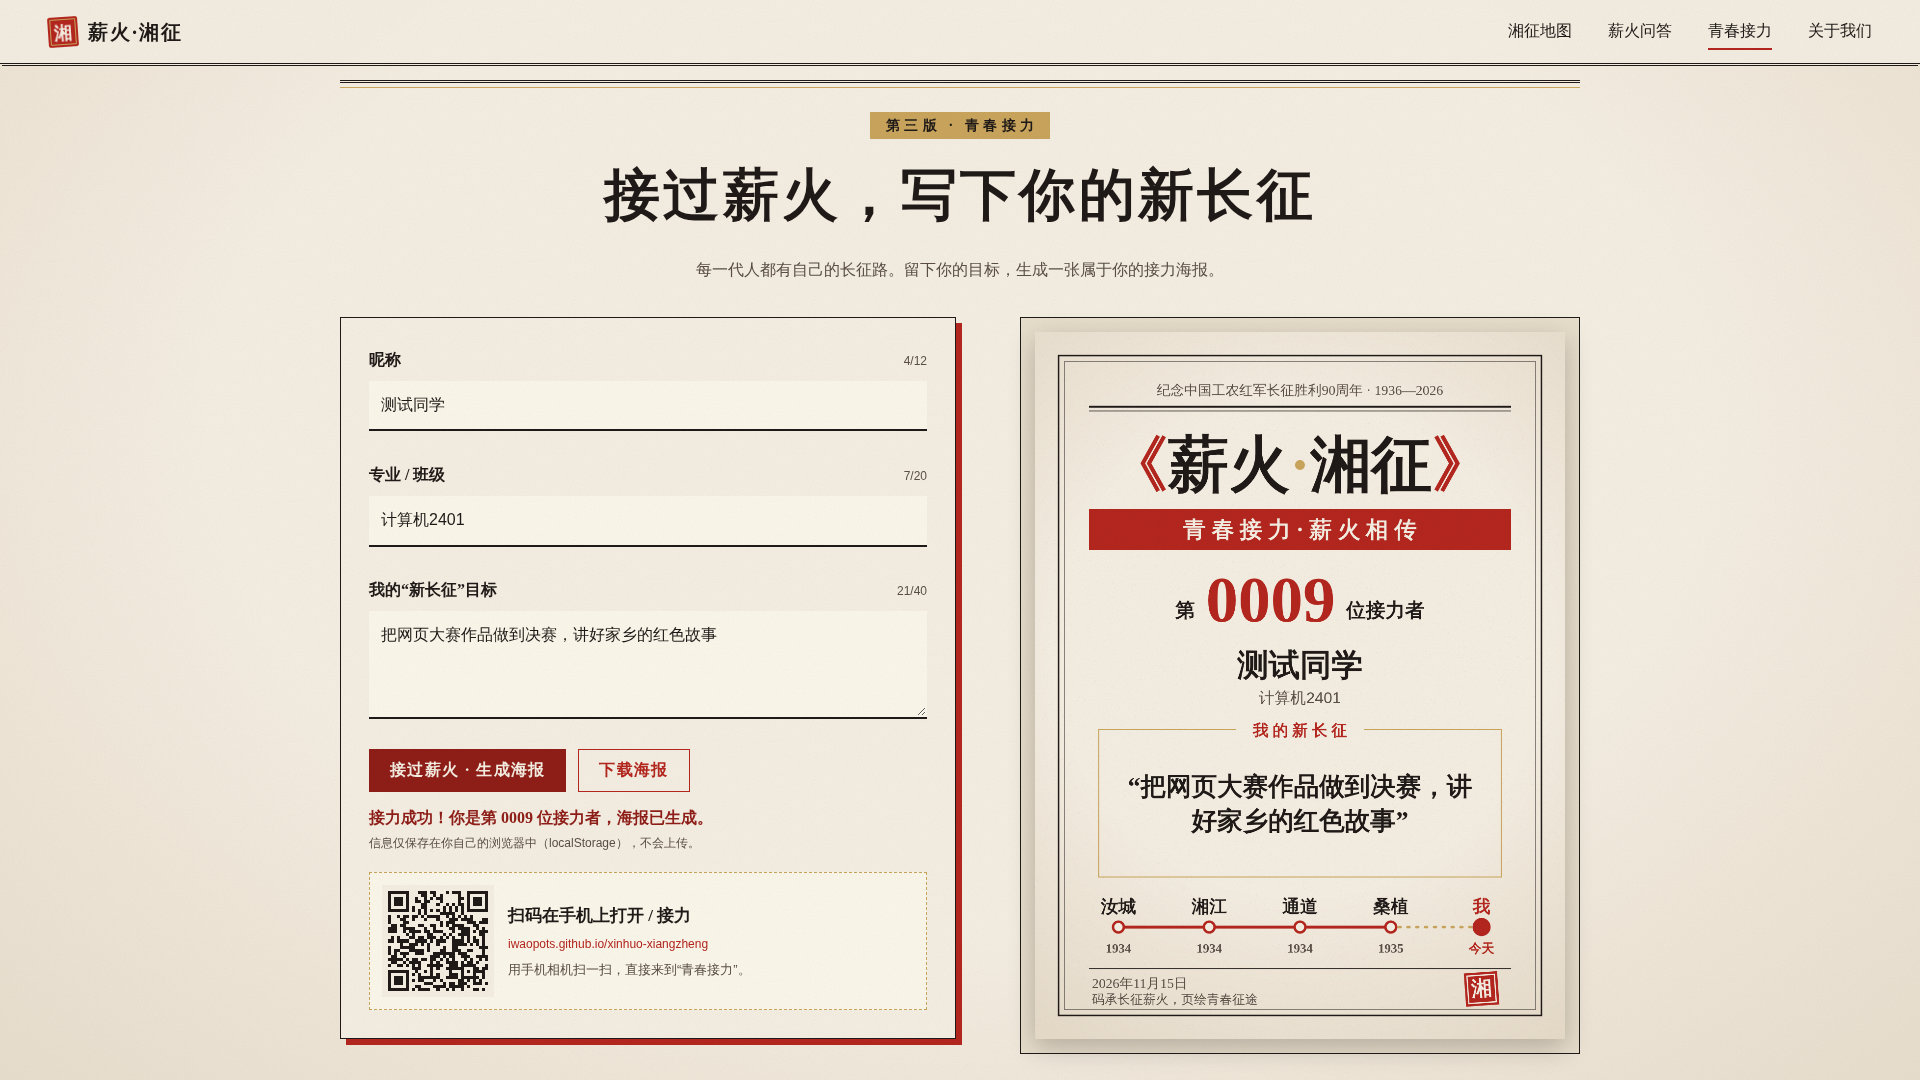 湘
薪火·湘征
湘征地图
薪火问答
青春接力
关于我们
第三版 · 青春接力
接过薪火，写下你的新长征
每一代人都有自己的长征路。留下你的目标，生成一张属于你的接力海报。
昵称
4/12
测试同学
专业 / 班级
7/20
计算机2401
我的“新长征”目标
21/40
把网页大赛作品做到决赛，讲好家乡的红色故事
接过薪火 · 生成海报
下载海报
接力成功！你是第 0009 位接力者，海报已生成。
信息仅保存在你自己的浏览器中（localStorage），不会上传。
扫码在手机上打开 / 接力
iwaopots.github.io/xinhuo-xiangzheng
用手机相机扫一扫，直接来到“青春接力”。
纪念中国工农红军长征胜利90周年 · 1936—2026
《薪火·湘征》
青春接力·薪火相传
第 0009 位接力者
测试同学
计算机2401
我的新长征
“把网页大赛作品做到决赛，讲
好家乡的红色故事”
汝城 湘江 通道 桑植 我
1934 1934 1934 1935 今天
2026年11月15日
码承长征薪火，页绘青春征途
湘